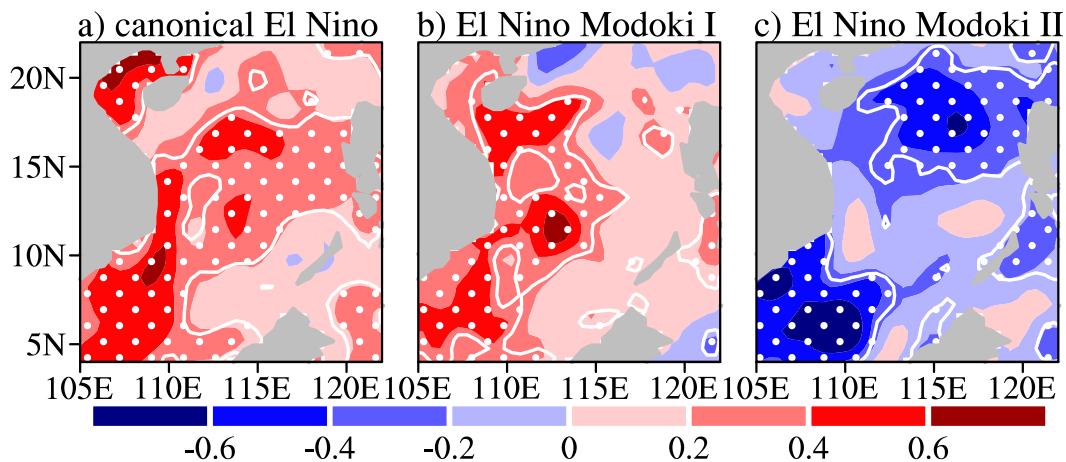 a) canonical El Nino b) El Nino Modoki I c) El Nino Modoki II
20N
15N
10N
5N
105E 110E 115E 120E 105E 110E 115E 120E 105E 110E 115E 120E
-0.6 -0.4 -0.2 0 0.2 0.4 0.6